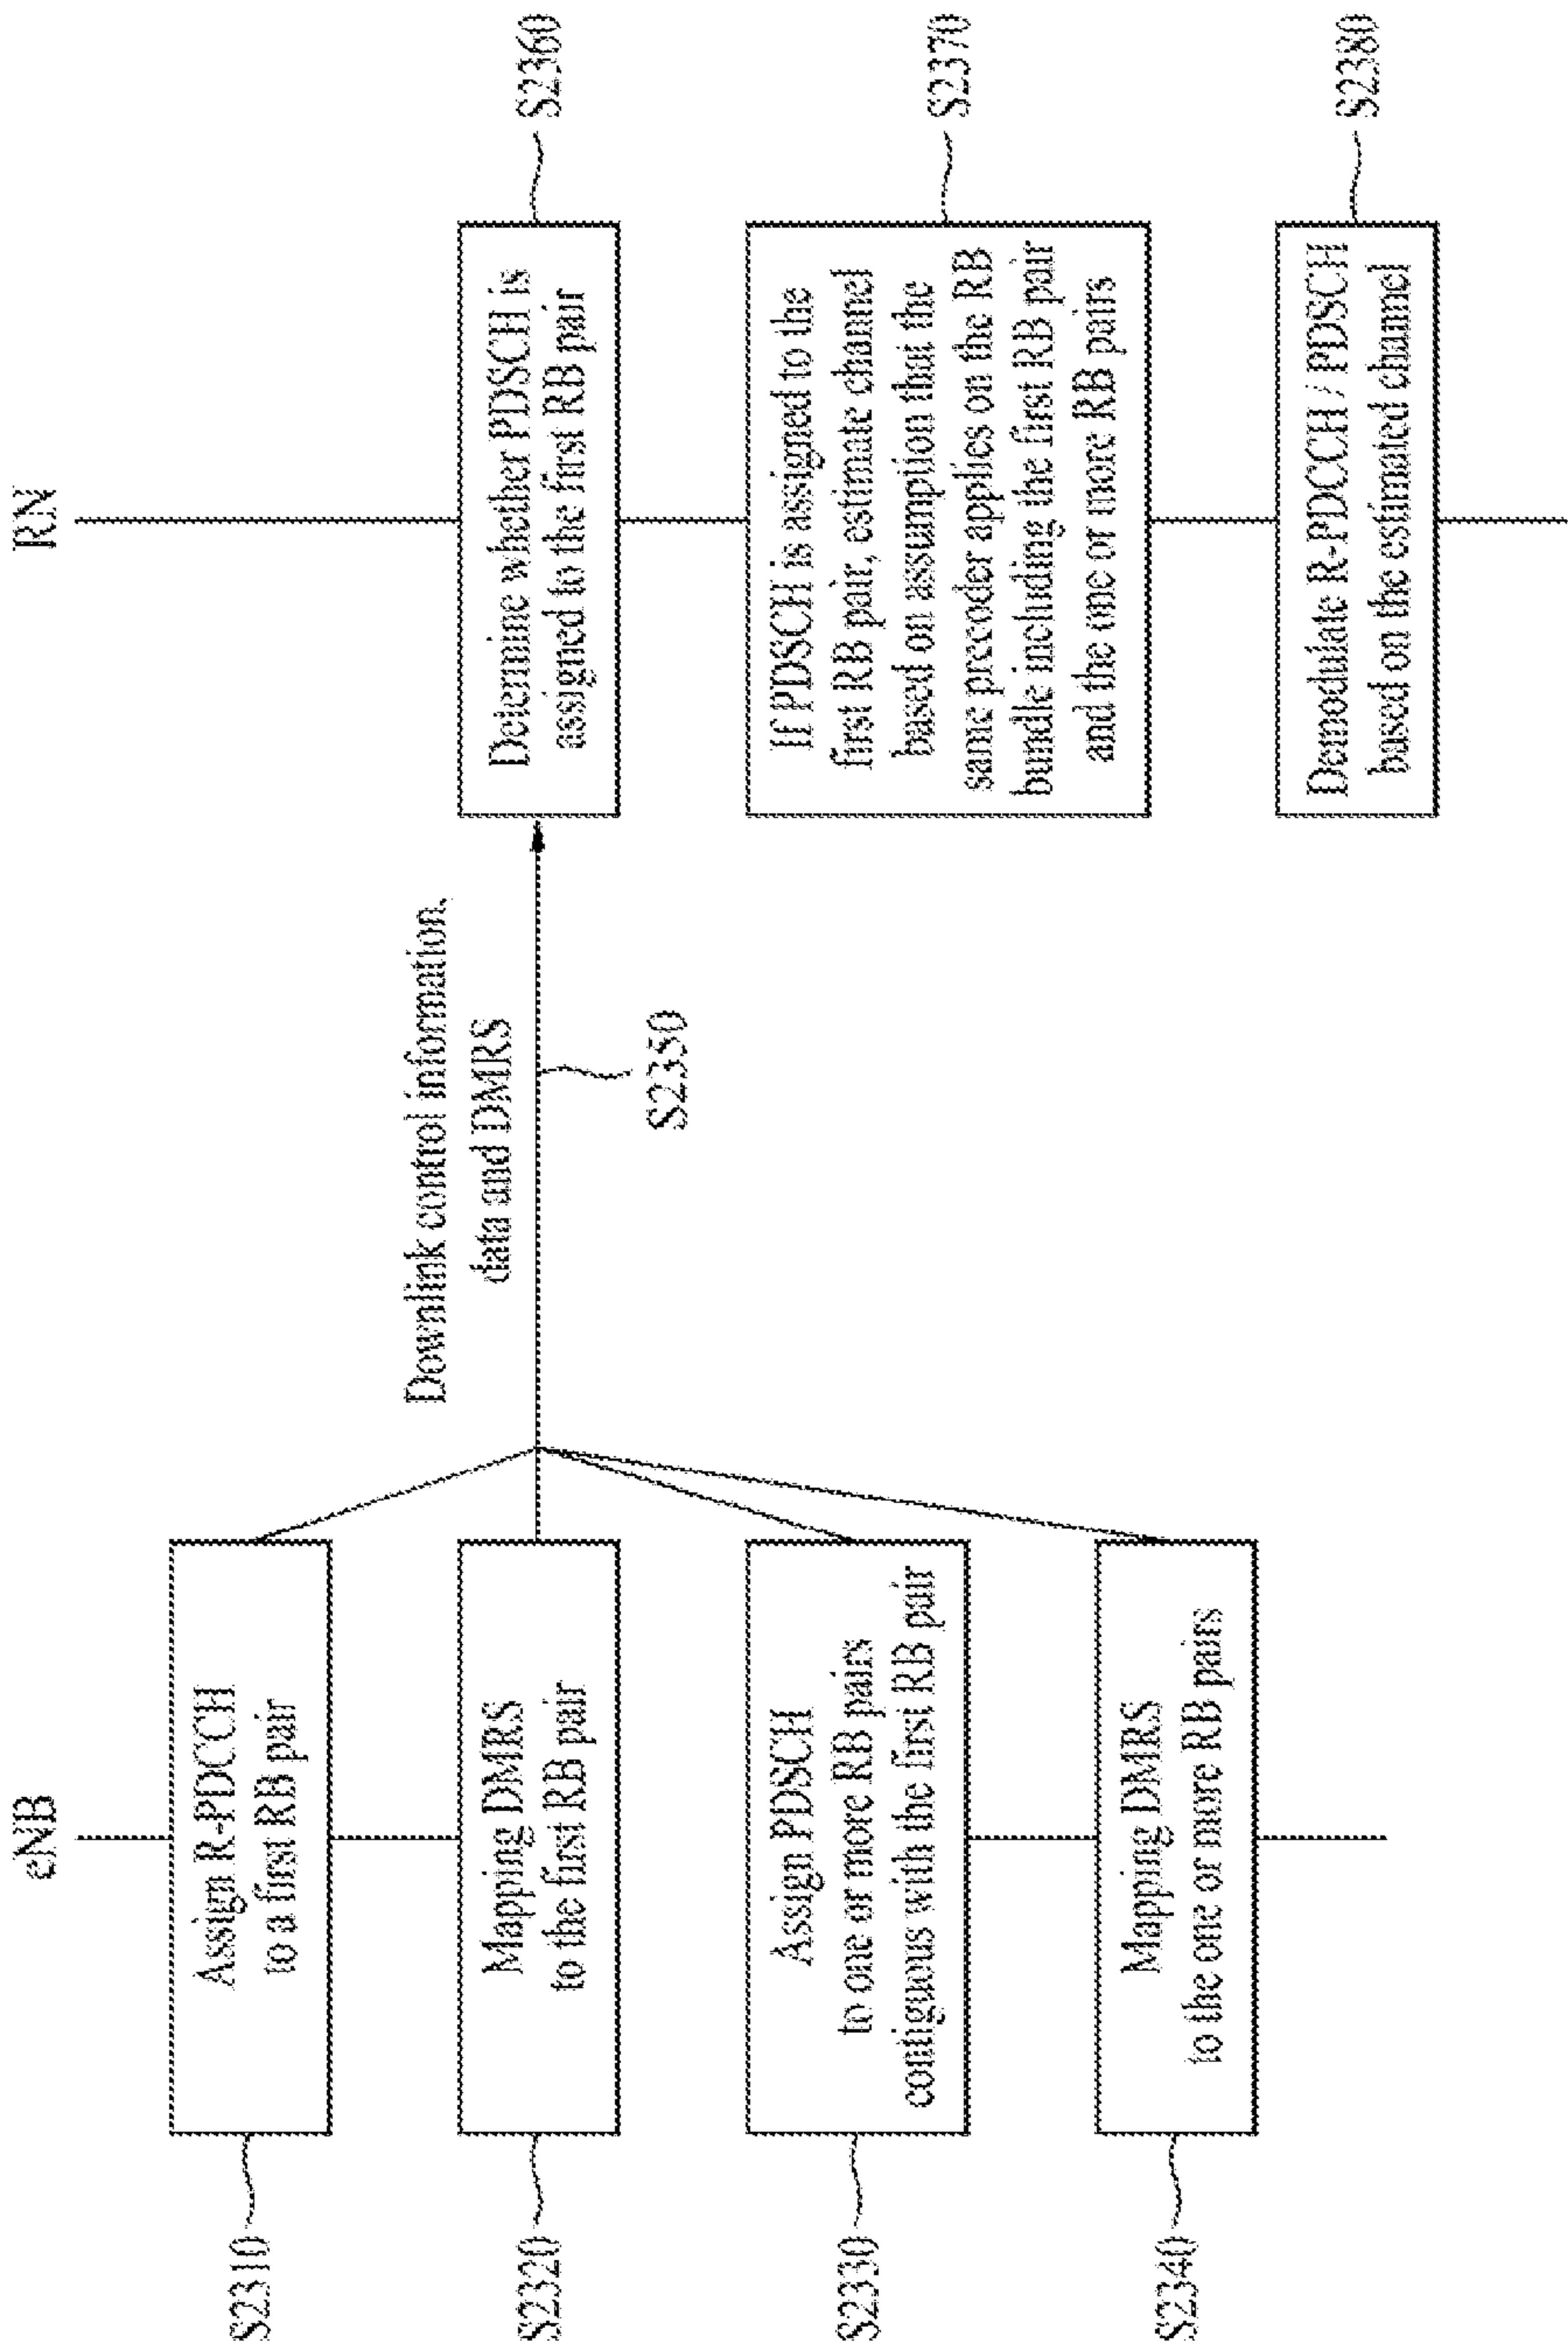 eNB
RN
S2310
Assign R-PDCCH
to a first RB pair
S2320
Mapping DMRS
to the first RB pair
S2330
Assign PDSCH
to one or more RB pairs
contiguous with the first RB pair
S2340
Mapping DMRS
to the one or more RB pairs
Downlink control information,
data and DMRS
S2350
Determine whether PDSCH is
assigned to the first RB pair
S2360
If PDSCH is assigned to the
first RB pair, estimate channel
based on assumption that the
same precoder applies on the RB
bundle including the first RB pair
and the one or more RB pairs
S2370
Demodulate R-PDCCH / PDSCH
based on the estimated channel
S2380